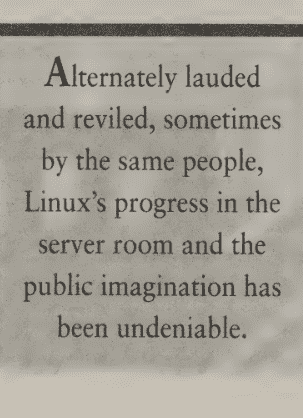 Alternately lauded
and reviled, sometimes
by the same people,
Linux's progress in the
server room and the
public imagination has
been undeniable.